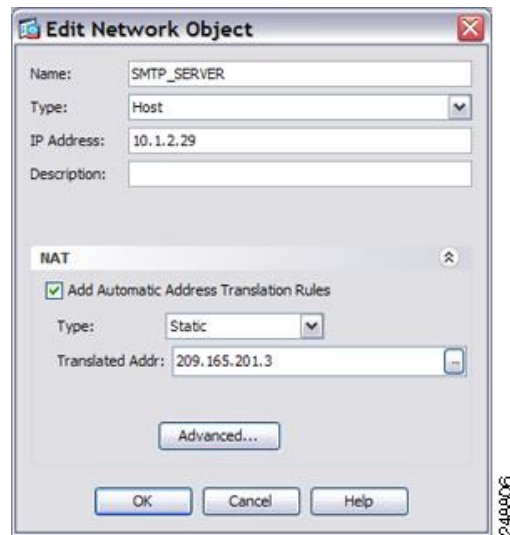 Edit Network Object
Name: SMTP_SERVER
Type: Host
IP Address: 10.1.2.29
Description:
NAT
Add Automatic Address Translation Rules
Type: Static
Translated Addr: 209.165.201.3
...
Advanced...
OK Cancel Help
248806